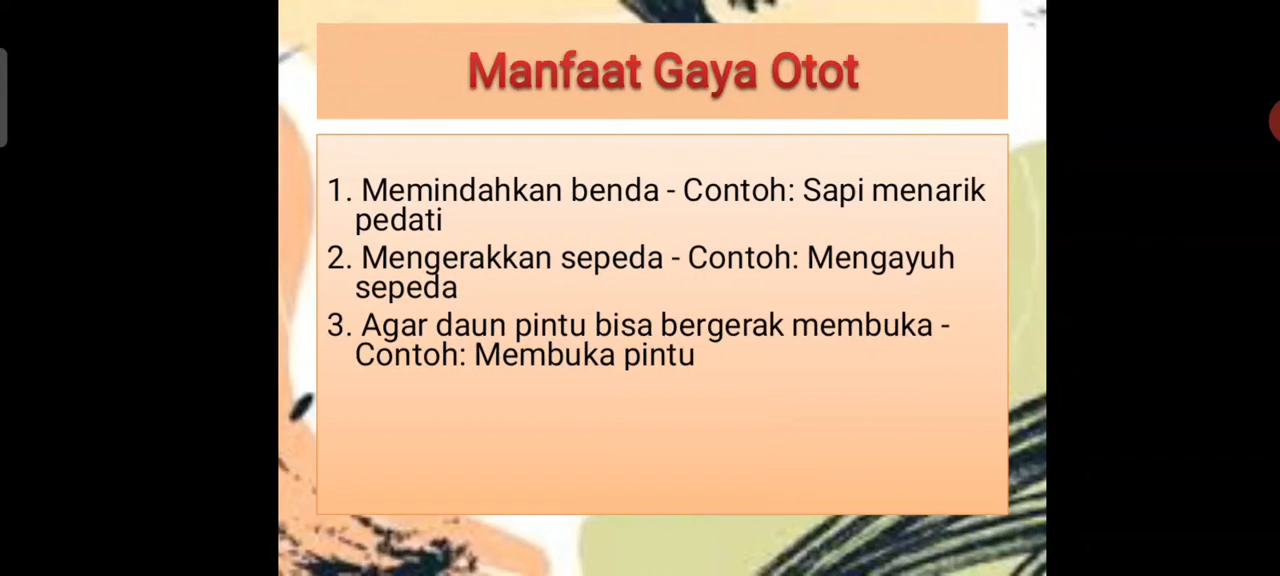 Manfaat Gaya Otot
1. Memindahkan benda - Contoh: Sapi menarik
pedati
2. Mengerakkan sepeda - Contoh: Mengayuh
sepeda
3. Agar daun pintu bisa bergerak membuka -
Contoh: Membuka pintu